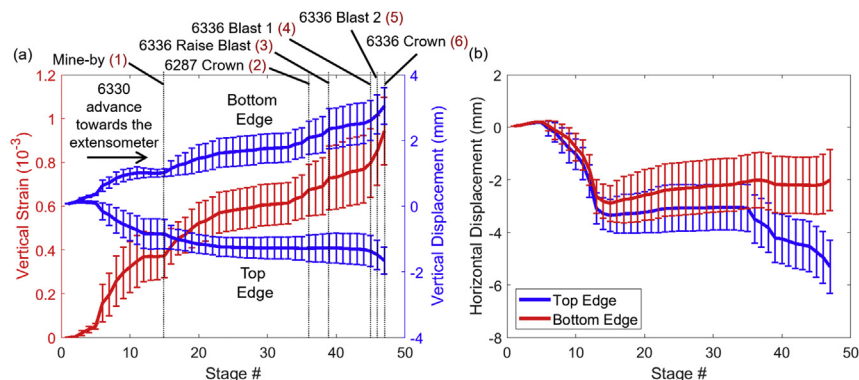 (a)
6336 Blast 2 (5)
6336 Blast 1 (4)
6336 Raise Blast (3)
6336 Crown (6)
Mine-by (1)
6287 Crown (2)
1.2
1
0.8
0.6
0.4
0.2
0
Vertical Strain (10-3)
6330
advance
towards the
extensometer
Bottom
Edge
Top
Edge
4
2
0
-2
-4
Vertical Displacement (mm)
0 10 20 30 40 50
Stage #
(b)
4
2
0
-2
-4
-6
-8
Horizontal Displacement (mm)
Top Edge
Bottom Edge
0 10 20 30 40 50
Stage #